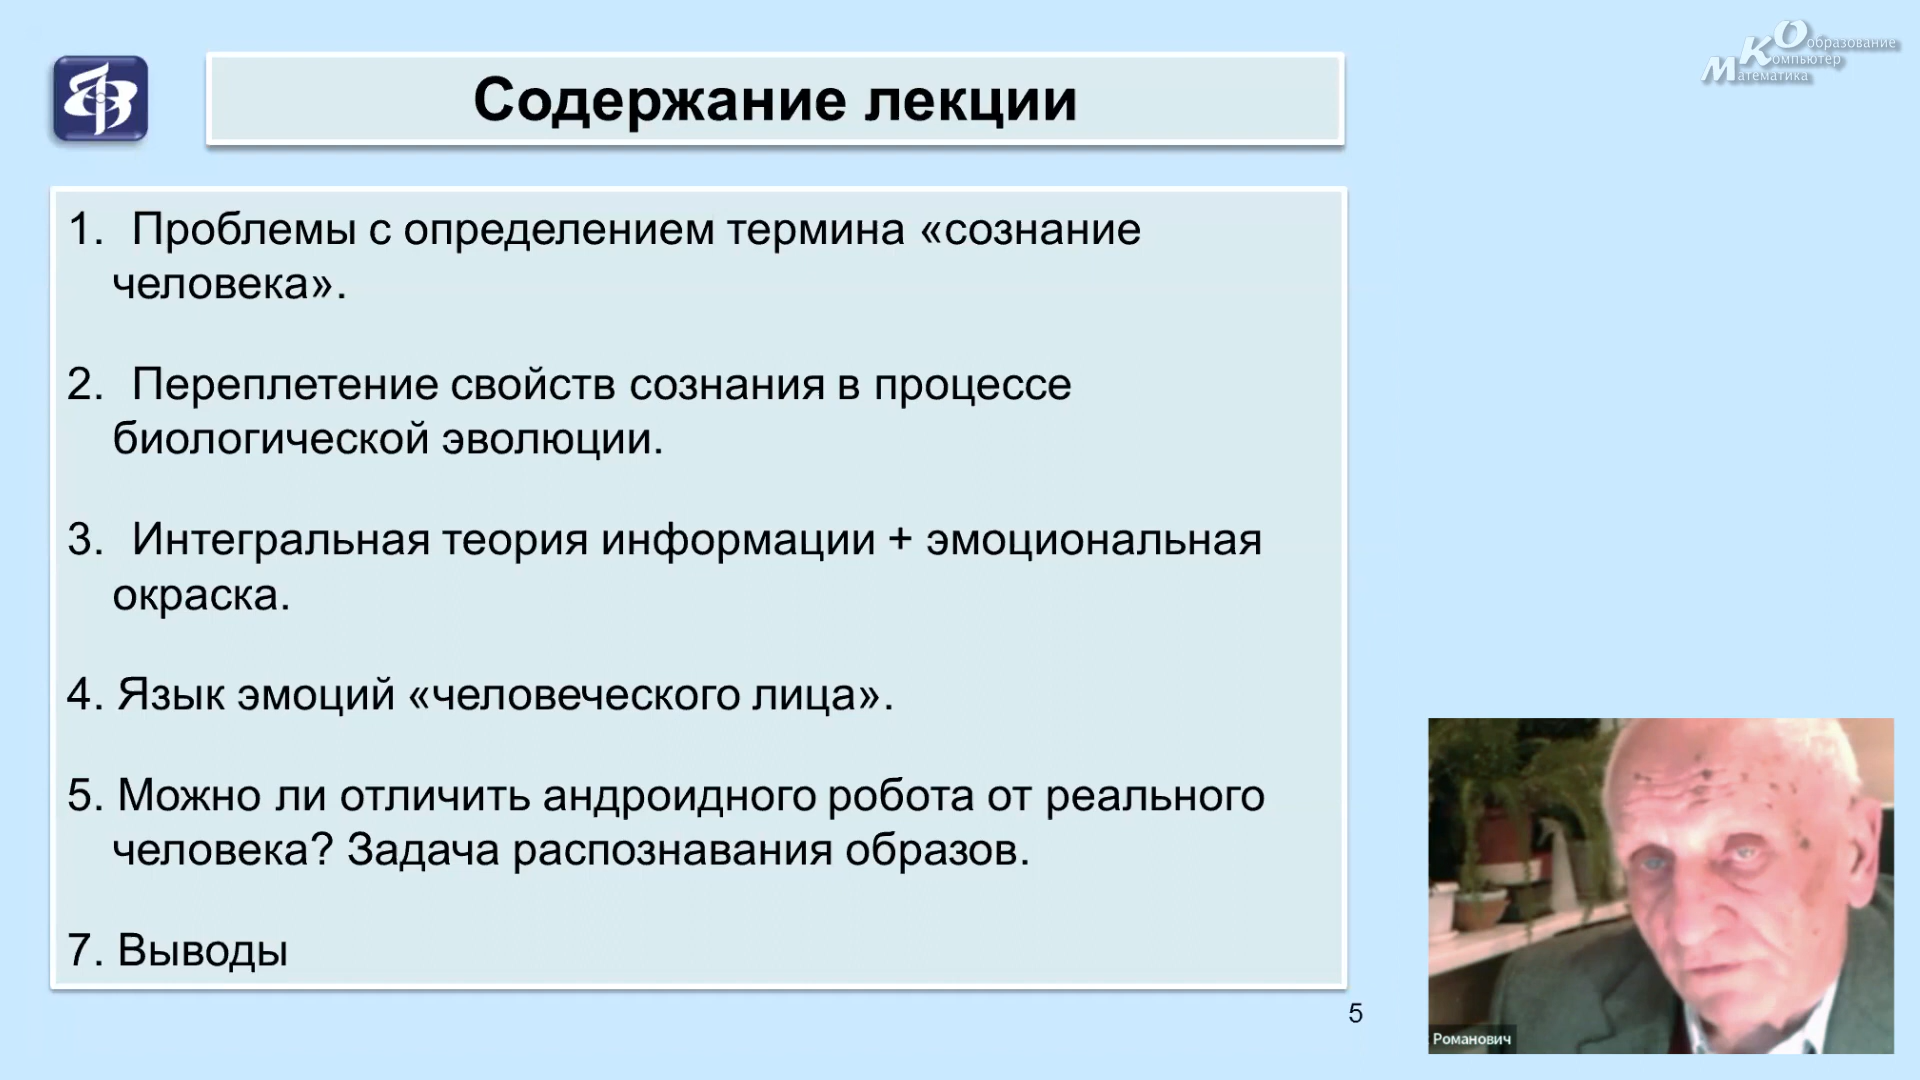 Содержание лекции
1. Проблемы с определением термина «сознание
человека».
2. Переплетение свойств сознания в процессе
биологической эволюции.
3. Интегральная теория информации + эмоциональная
окраска.
4. Язык эмоций «человеческого лица».
5. Можно ли отличить андроидного робота от реального
человека? Задача распознавания образов.
7. Выводы
5
Математика
Компьютер
Образование
Романович